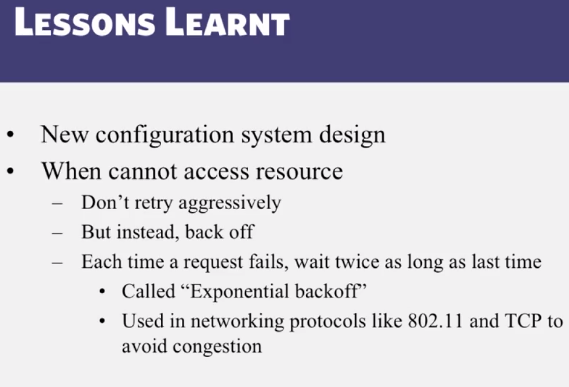 LESSONS LEARNT
• New configuration system design
• When cannot access resource
– Don’t retry aggressively
– But instead, back off
– Each time a request fails, wait twice as long as last time
• Called “Exponential backoff”
• Used in networking protocols like 802.11 and TCP to
avoid congestion